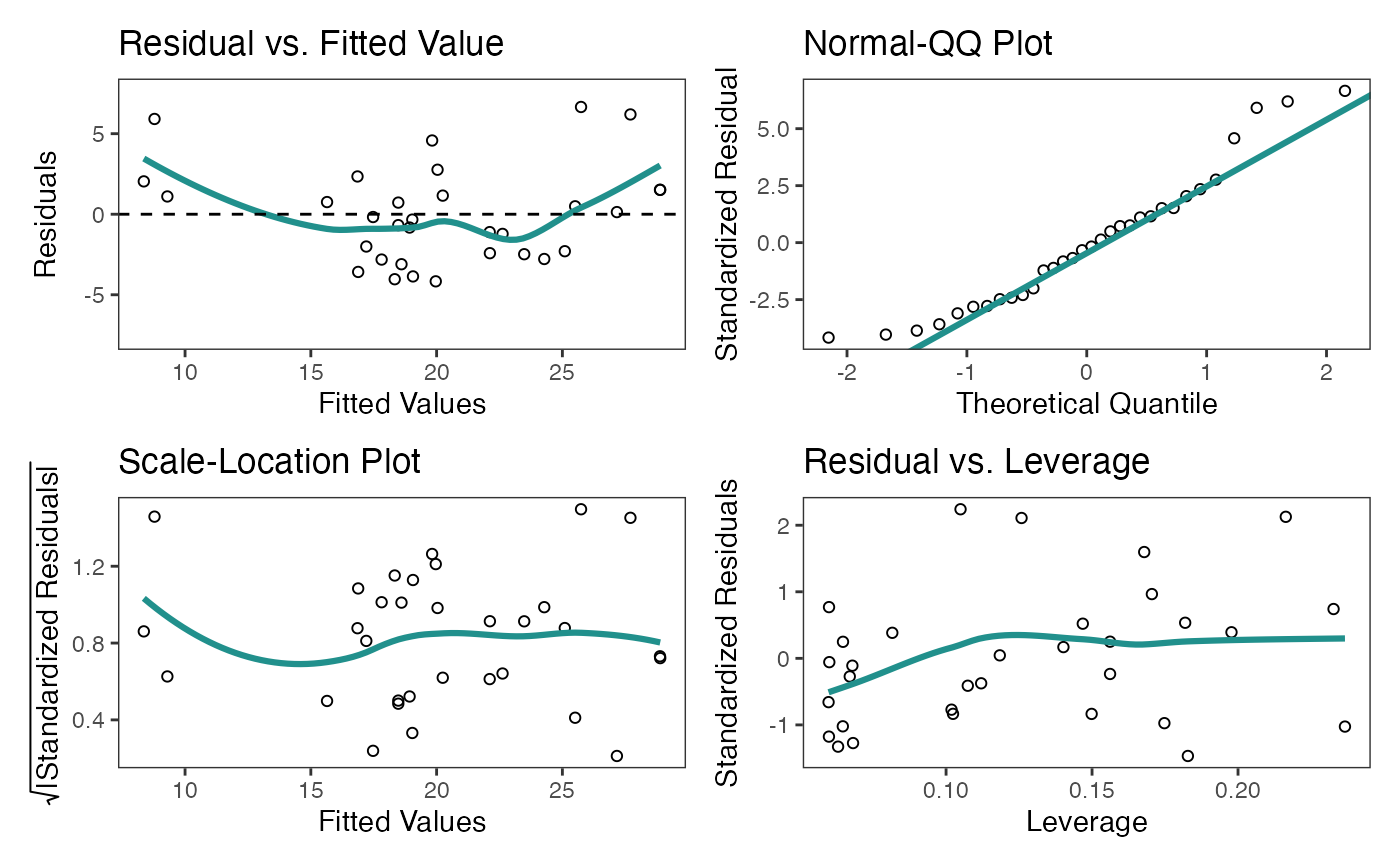 Residual vs. Fitted Value
Residuals
5
0
-5
10
15
20
25
Fitted Values
Normal-QQ Plot
Standardized Residual
5.0
2.5
0.0
-2.5
-2
-1
0
1
2
Theoretical Quantile
Scale-Location Plot
√|Standardized Residuals|
1.2
0.8
0.4
10
15
20
25
Fitted Values
Residual vs. Leverage
Standardized Residuals
2
1
0
-1
0.10
0.15
0.20
Leverage